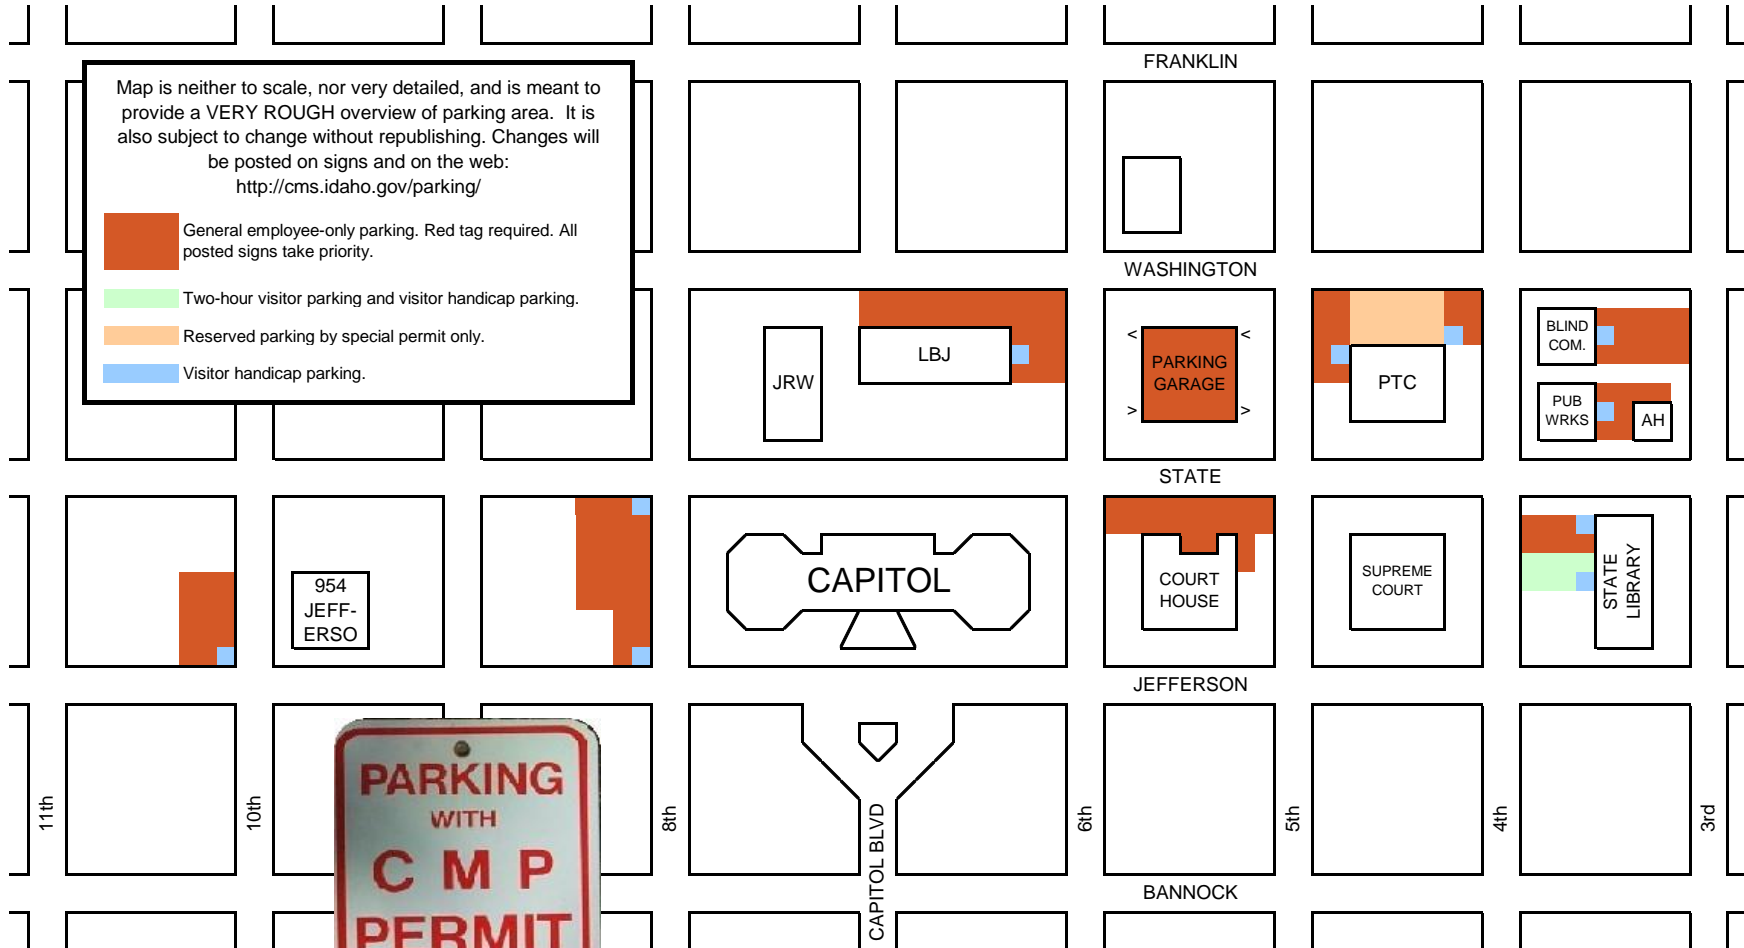 FRANKLIN
Map is neither to scale, nor very detailed, and is meant to
provide a VERY ROUGH overview of parking area.  It is
also subject to change without republishing. Changes will
be posted on signs and on the web:
http://cms.idaho.gov/parking/
General employee-only parking. Red tag required. All
posted signs take priority.
Two-hour visitor parking and visitor handicap parking.
Reserved parking by special permit only.
Visitor handicap parking.
WASHINGTON
JRW
LBJ
< <
PARKING
GARAGE
> >
PTC
BLIND
COM.
PUB
WRKS
AH
STATE
954
JEFF-
ERSO
CAPITOL
COURT
HOUSE
SUPREME
COURT
STATE
LIBRARY
JEFFERSON
PARKING
WITH
C M P
PERMIT
11th
10th
8th
CAPITOL BLVD
6th
5th
4th
3rd
BANNOCK